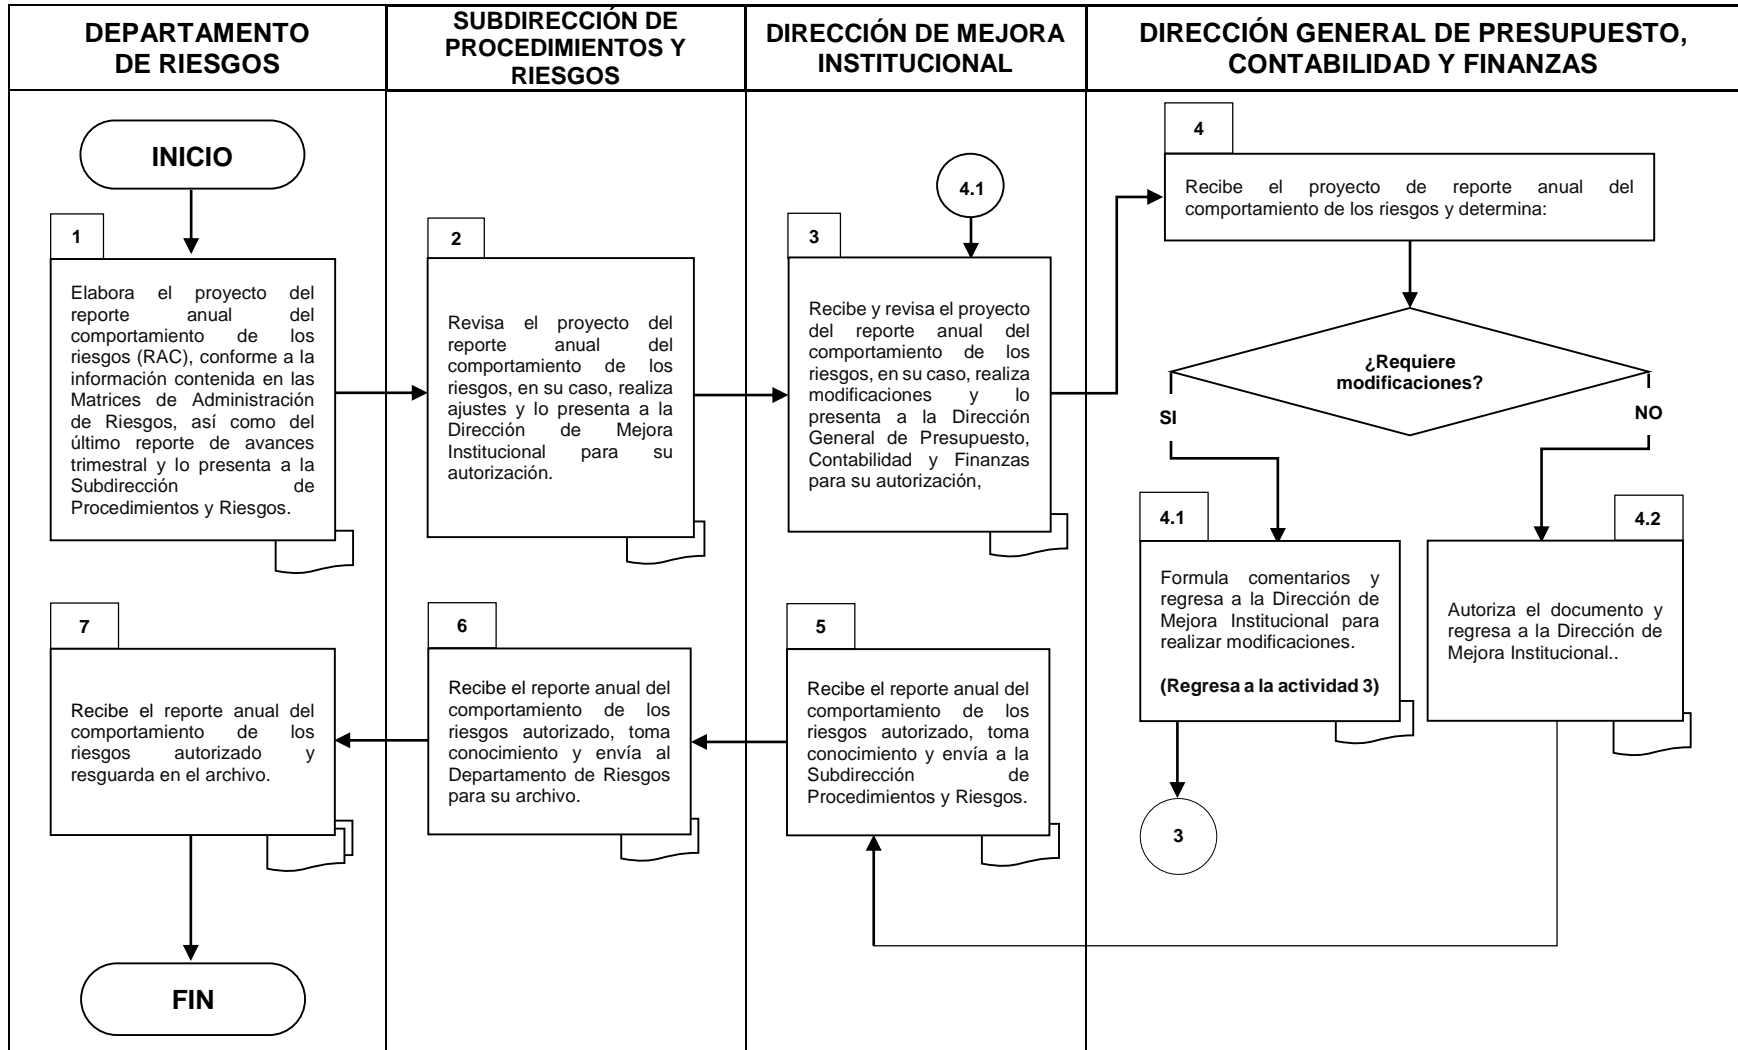 DEPARTAMENTO
DE RIESGOS
SUBDIRECCIÓN DE
PROCEDIMIENTOS Y
RIESGOS
DIRECCIÓN DE MEJORA
INSTITUCIONAL
DIRECCIÓN GENERAL DE PRESUPUESTO,
CONTABILIDAD Y FINANZAS
INICIO
1
Elabora el proyecto del
reporte anual del
comportamiento de los
riesgos (RAC), conforme a la
información contenida en las
Matrices de Administración
de Riesgos, así como del
último reporte de avances
trimestral y lo presenta a la
Subdirección de
Procedimientos y Riesgos.
2
Revisa el proyecto del
reporte anual del
comportamiento de los
riesgos, en su caso, realiza
ajustes y lo presenta a la
Dirección de Mejora
Institucional para su
autorización.
4.1
3
Recibe y revisa el proyecto
del reporte anual del
comportamiento de los
riesgos, en su caso, realiza
modificaciones y lo
presenta a la Dirección
General de Presupuesto,
Contabilidad y Finanzas
para su autorización,
4
Recibe el proyecto de reporte anual del
comportamiento de los riesgos y determina:
¿Requiere
modificaciones?
SI
NO
4.1
Formula comentarios y
regresa a la Dirección de
Mejora Institucional para
realizar modificaciones.
(Regresa a la actividad 3)
3
4.2
Autoriza el documento y
regresa a la Dirección de
Mejora Institucional..
5
Recibe el reporte anual del
comportamiento de los
riesgos autorizado, toma
conocimiento y envía a la
Subdirección de
Procedimientos y Riesgos.
6
Recibe el reporte anual del
comportamiento de los
riesgos autorizado, toma
conocimiento y envía al
Departamento de Riesgos
para su archivo.
7
Recibe el reporte anual del
comportamiento de los
riesgos autorizado y
resguarda en el archivo.
FIN